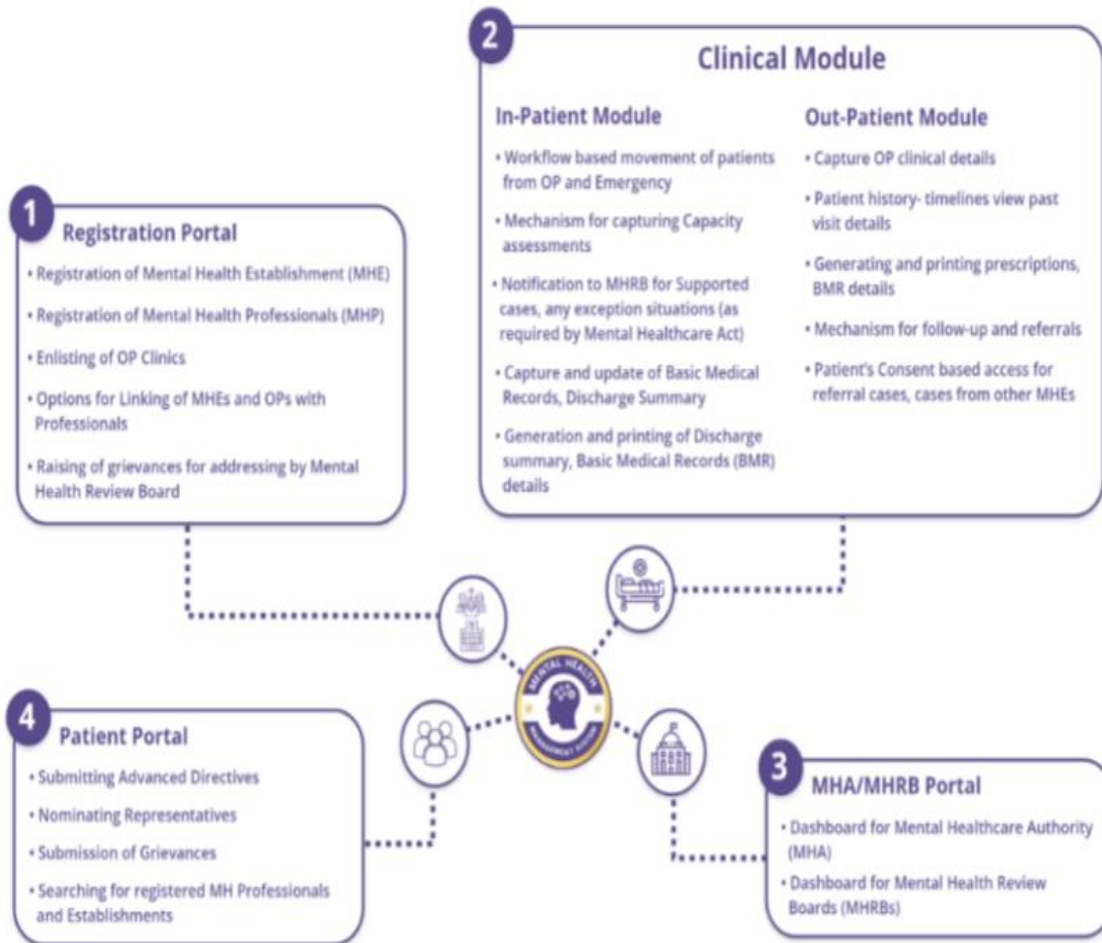 1
Registration Portal
• Registration of Mental Health Establishment (MHE)
• Registration of Mental Health Professionals (MHP)
• Enlisting of OP Clinics
• Options for Linking of MHEs and OPs with
Professionals
• Raising of grievances for addressing by Mental
Health Review Board
2
Clinical Module
In-Patient Module
• Workflow based movement of patients
from OP and Emergency
• Mechanism for capturing Capacity
assessments
• Notification to MHRB for Supported
cases, any exception situations (as
required by Mental Healthcare Act)
• Capture and update of Basic Medical
Records, Discharge Summary
• Generation and printing of Discharge
summary, Basic Medical Records (BMR)
details
Out-Patient Module
• Capture OP clinical details
• Patient history- timelines view past
visit details
• Generating and printing prescriptions,
BMR details
• Mechanism for follow-up and referrals
• Patient's Consent based access for
referral cases, cases from other MHEs
MENTAL HEALTH
MANAGEMENT SYSTEM
4
Patient Portal
• Submitting Advanced Directives
• Nominating Representatives
• Submission of Grievances
• Searching for registered MH Professionals
and Establishments
3
MHA/MHRB Portal
• Dashboard for Mental Healthcare Authority
(MHA)
• Dashboard for Mental Health Review
Boards (MHRBs)